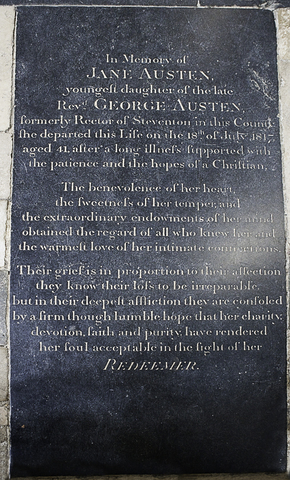 In Memory of
JANE AUSTEN,
youngeſt daughter of the late
Revd. GEORGE AUSTEN,
formerly Rector of Steventon in this County
ſhe departed this Life on the 18th of July 1817,
aged 41, after a long illneſs ſupported with
the patience and the hopes of a Chriſtian.
The benevolence of her heart,
the ſweetneſs of her temper, and
the extraordinary endowments of her mind
obtained the regard of all who knew her and
the warmeſt love of her intimate connections.
Their grief is in proportion to their affection
they know their loſs to be irreparable,
but in their deepeſt affliction they are conſoled
by a firm though humble hope that her charity,
devotion, faith and purity, have rendered
her ſoul acceptable in the ſight of her
REDEEMER.